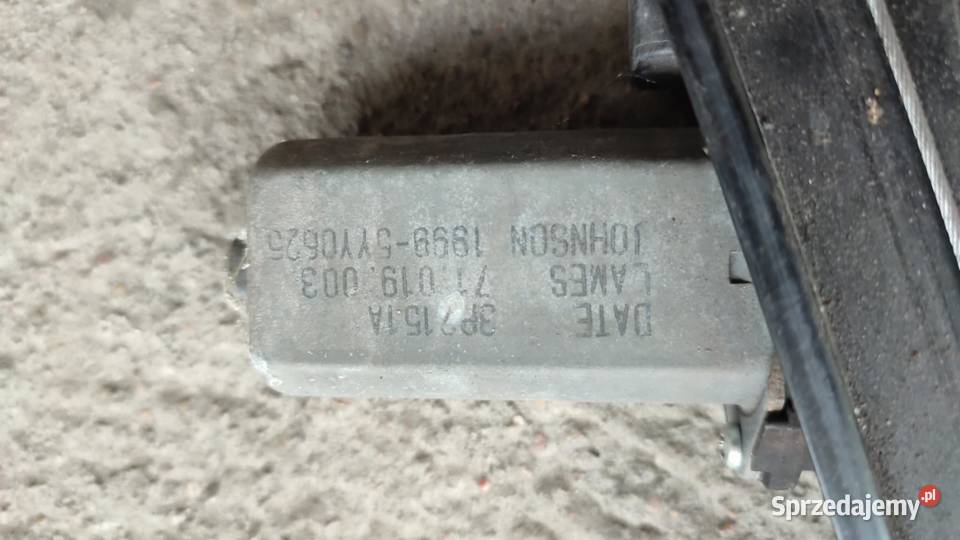 DATE 3P2151A
LAMES 71.019.003
JOHNSON 1999-5YY0625
Sprzedajemy.pl